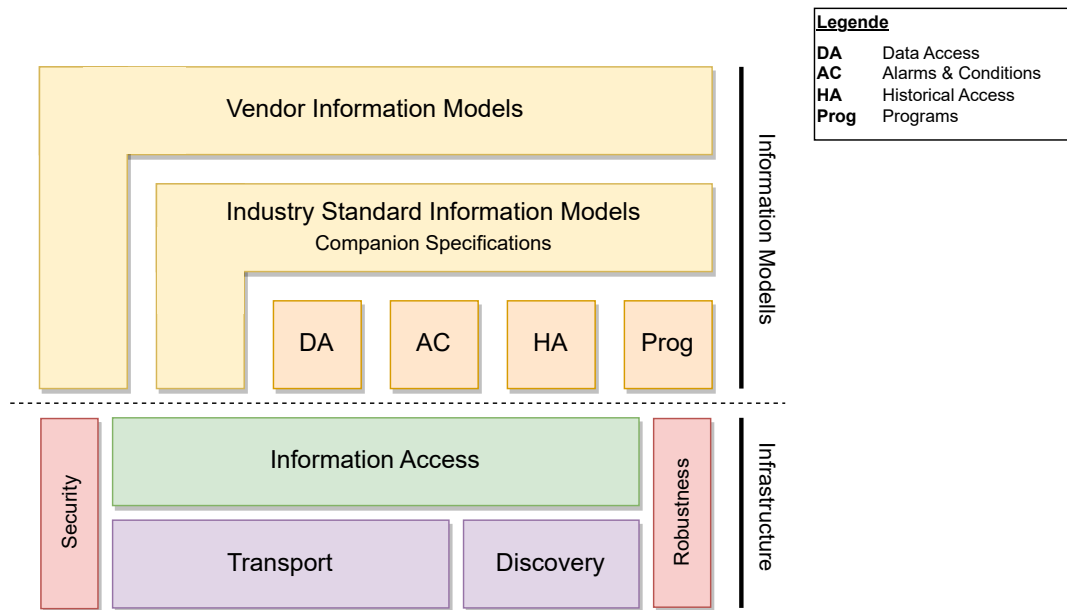 Legende
DA Data Access
AC Alarms & Conditions
HA Historical Access
Prog Programs
Vendor Information Models
Industry Standard Information Models
Companion Specifications
DA AC HA Prog
Information Modells
Security
Information Access
Robustness
Transport Discovery
Infrastructure